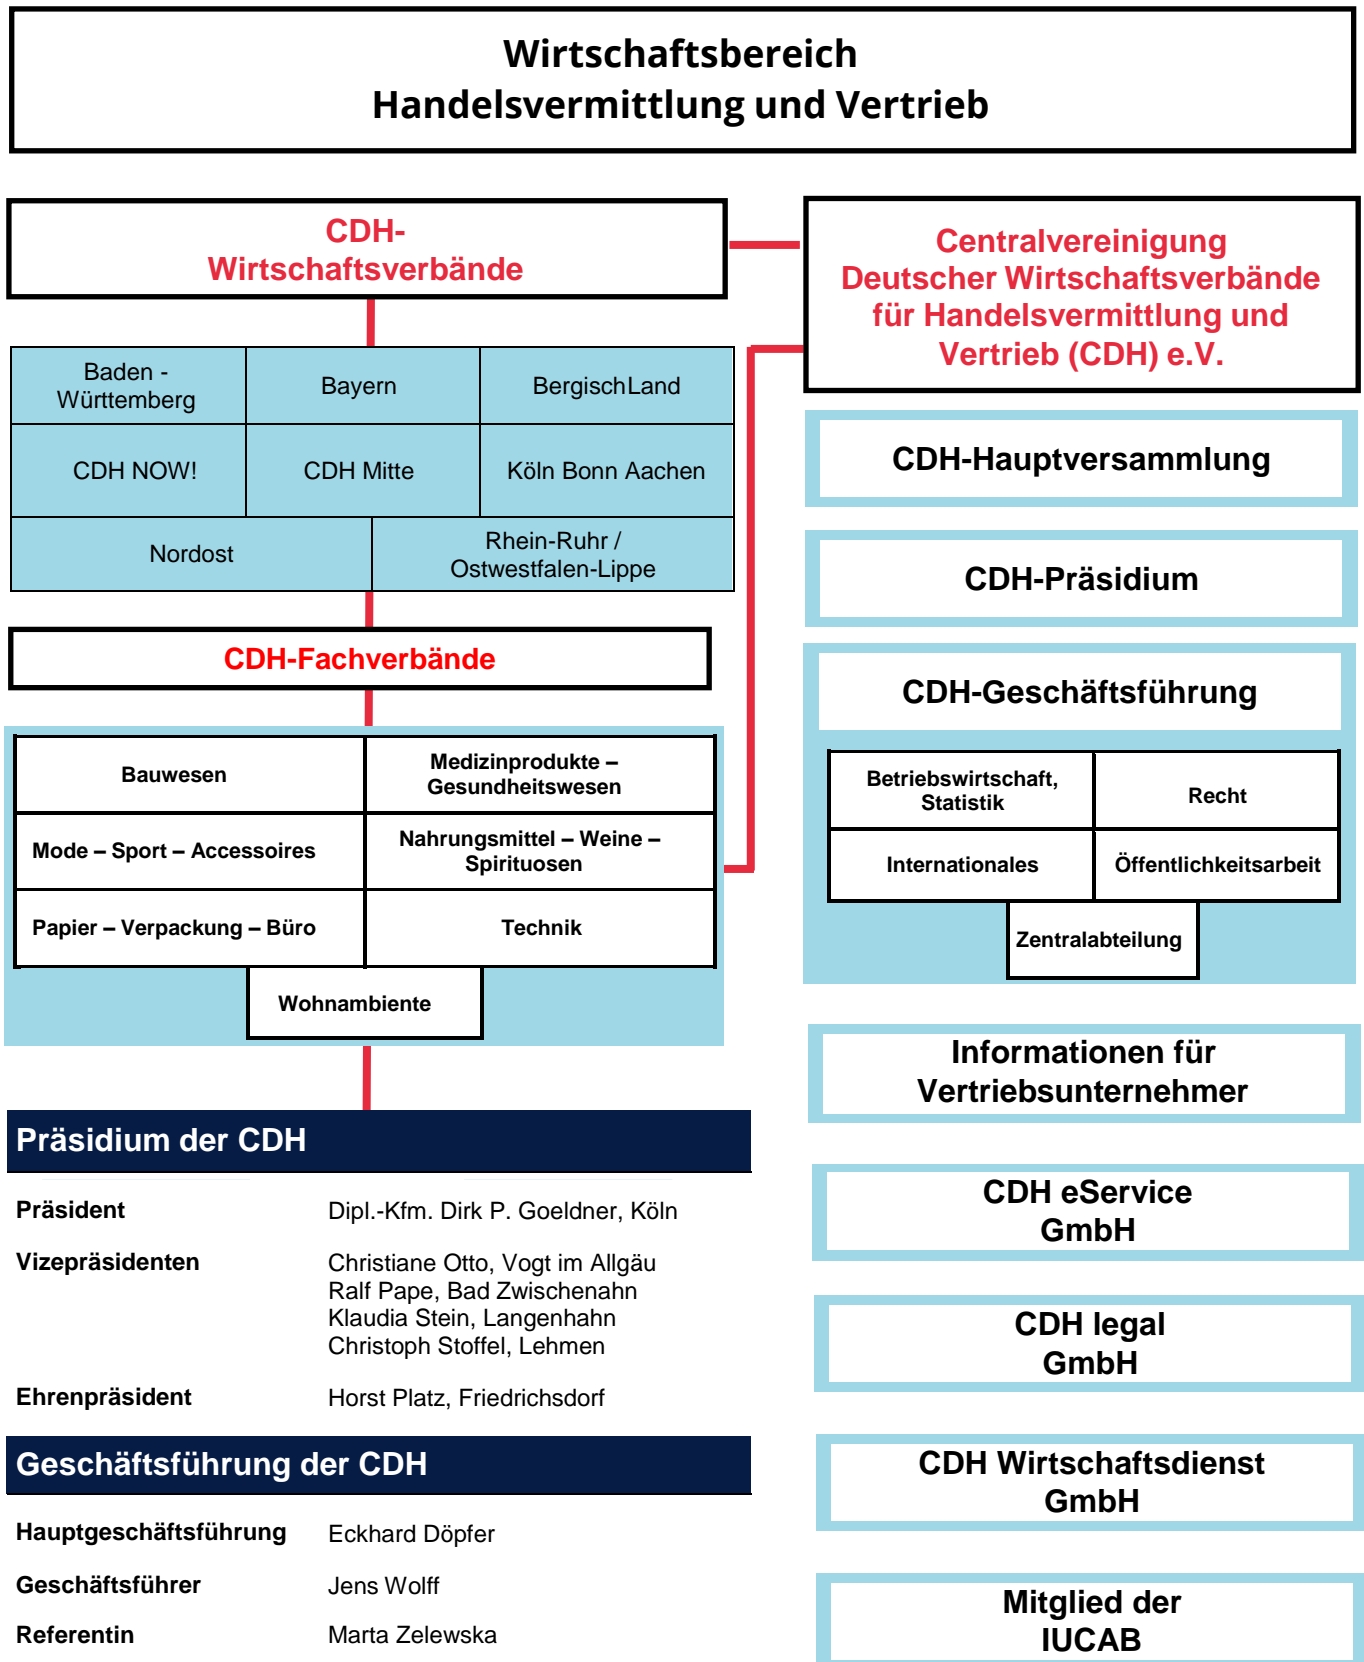 Wirtschaftsbereich
Handelsvermittlung und Vertrieb
CDH-
Wirtschaftsverbände
Baden -
Württemberg
Bayern
BergischLand
CDH NOW!
CDH Mitte
Köln Bonn Aachen
Nordost
Rhein-Ruhr /
Ostwestfalen-Lippe
CDH-Fachverbände
Bauwesen
Medizinprodukte –
Gesundheitswesen
Mode – Sport – Accessoires
Nahrungsmittel – Weine –
Spirituosen
Papier – Verpackung – Büro
Technik
Wohnambiente
Präsidium der CDH
Präsident
Dipl.-Kfm. Dirk P. Goeldner, Köln
Vizepräsidenten
Christiane Otto, Vogt im Allgäu
Ralf Pape, Bad Zwischenahn
Klaudia Stein, Langenhahn
Christoph Stoffel, Lehmen
Ehrenpräsident
Horst Platz, Friedrichsdorf
Geschäftsführung der CDH
Hauptgeschäftsführung
Eckhard Döpfer
Geschäftsführer
Jens Wolff
Referentin
Marta Zelewska
Centralvereinigung
Deutscher Wirtschaftsverbände
für Handelsvermittlung und
Vertrieb (CDH) e.V.
CDH-Hauptversammlung
CDH-Präsidium
CDH-Geschäftsführung
Betriebswirtschaft,
Statistik
Recht
Internationales
Öffentlichkeitsarbeit
Zentralabteilung
Informationen für
Vertriebsunternehmer
CDH eService
GmbH
CDH legal
GmbH
CDH Wirtschaftsdienst
GmbH
Mitglied der
IUCAB